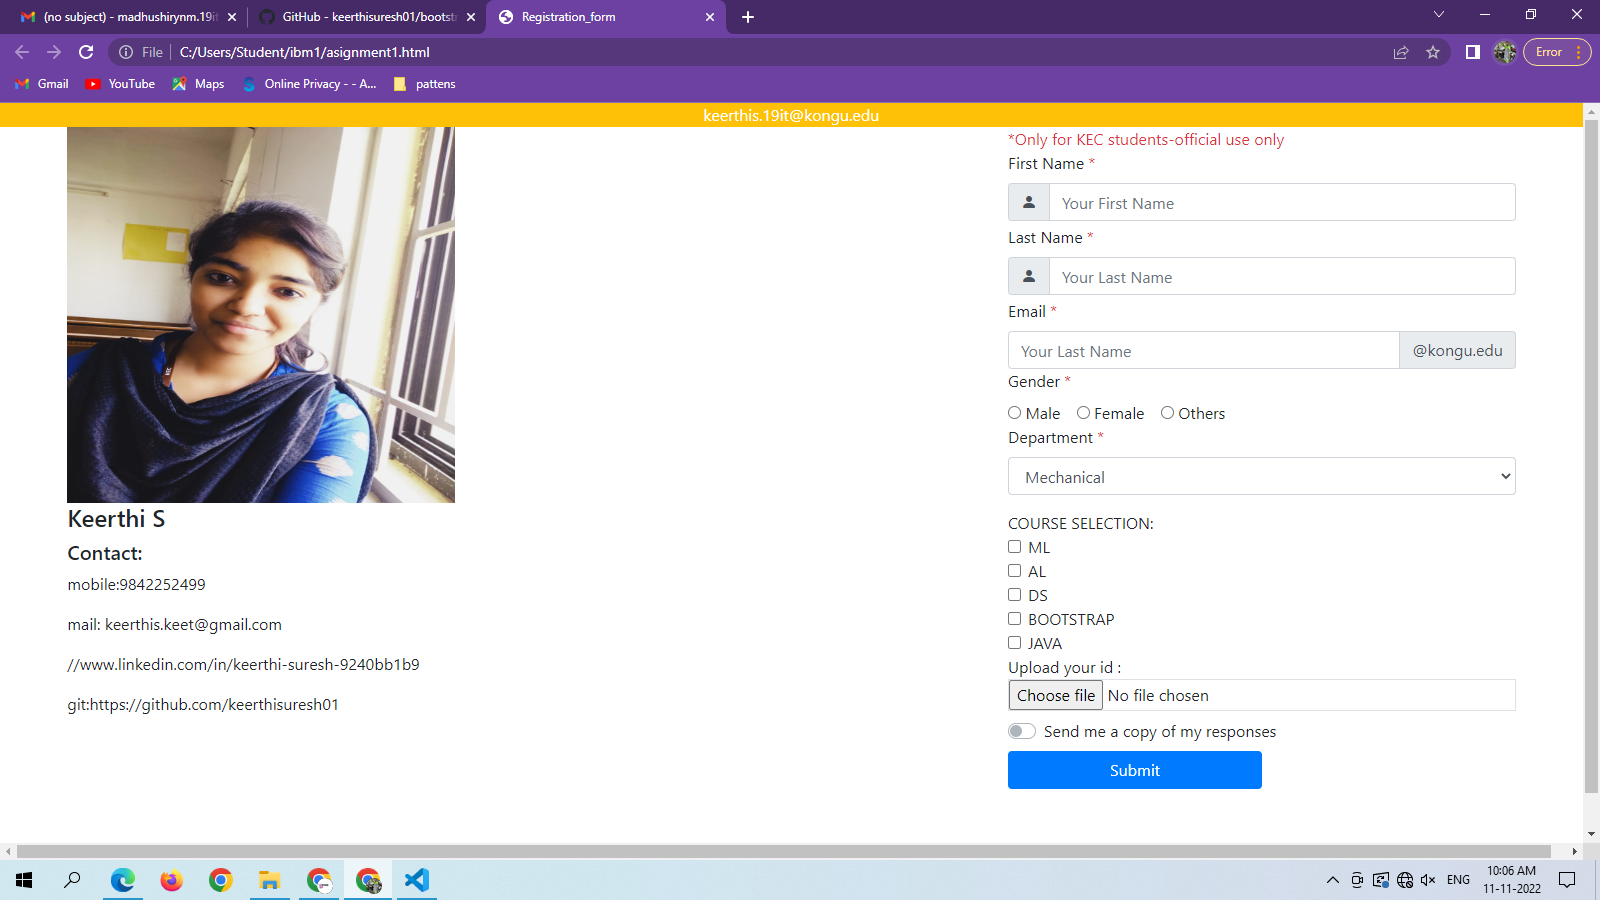 (no subject) - madhushirynm.19it
GitHub - keerthisuresh01/bootstr
Registration_form
File
C:/Users/Student/ibm1/asignment1.html
Error
Gmail
YouTube
Maps
Online Privacy - - A...
pattens
keerthis.19it@kongu.edu
Keerthi S
Contact:
mobile:9842252499
mail: keerthis.keet@gmail.com
//www.linkedin.com/in/keerthi-suresh-9240bb1b9
git:https://github.com/keerthisuresh01
*Only for KEC students-official use only
First Name *
Your First Name
Last Name *
Your Last Name
Email *
Your Last Name
@kongu.edu
Gender *
Male Female Others
Department *
Mechanical
COURSE SELECTION:
ML
AL
DS
BOOTSTRAP
JAVA
Upload your id :
Choose file No file chosen
Send me a copy of my responses
Submit
ENG
10:06 AM
11-11-2022